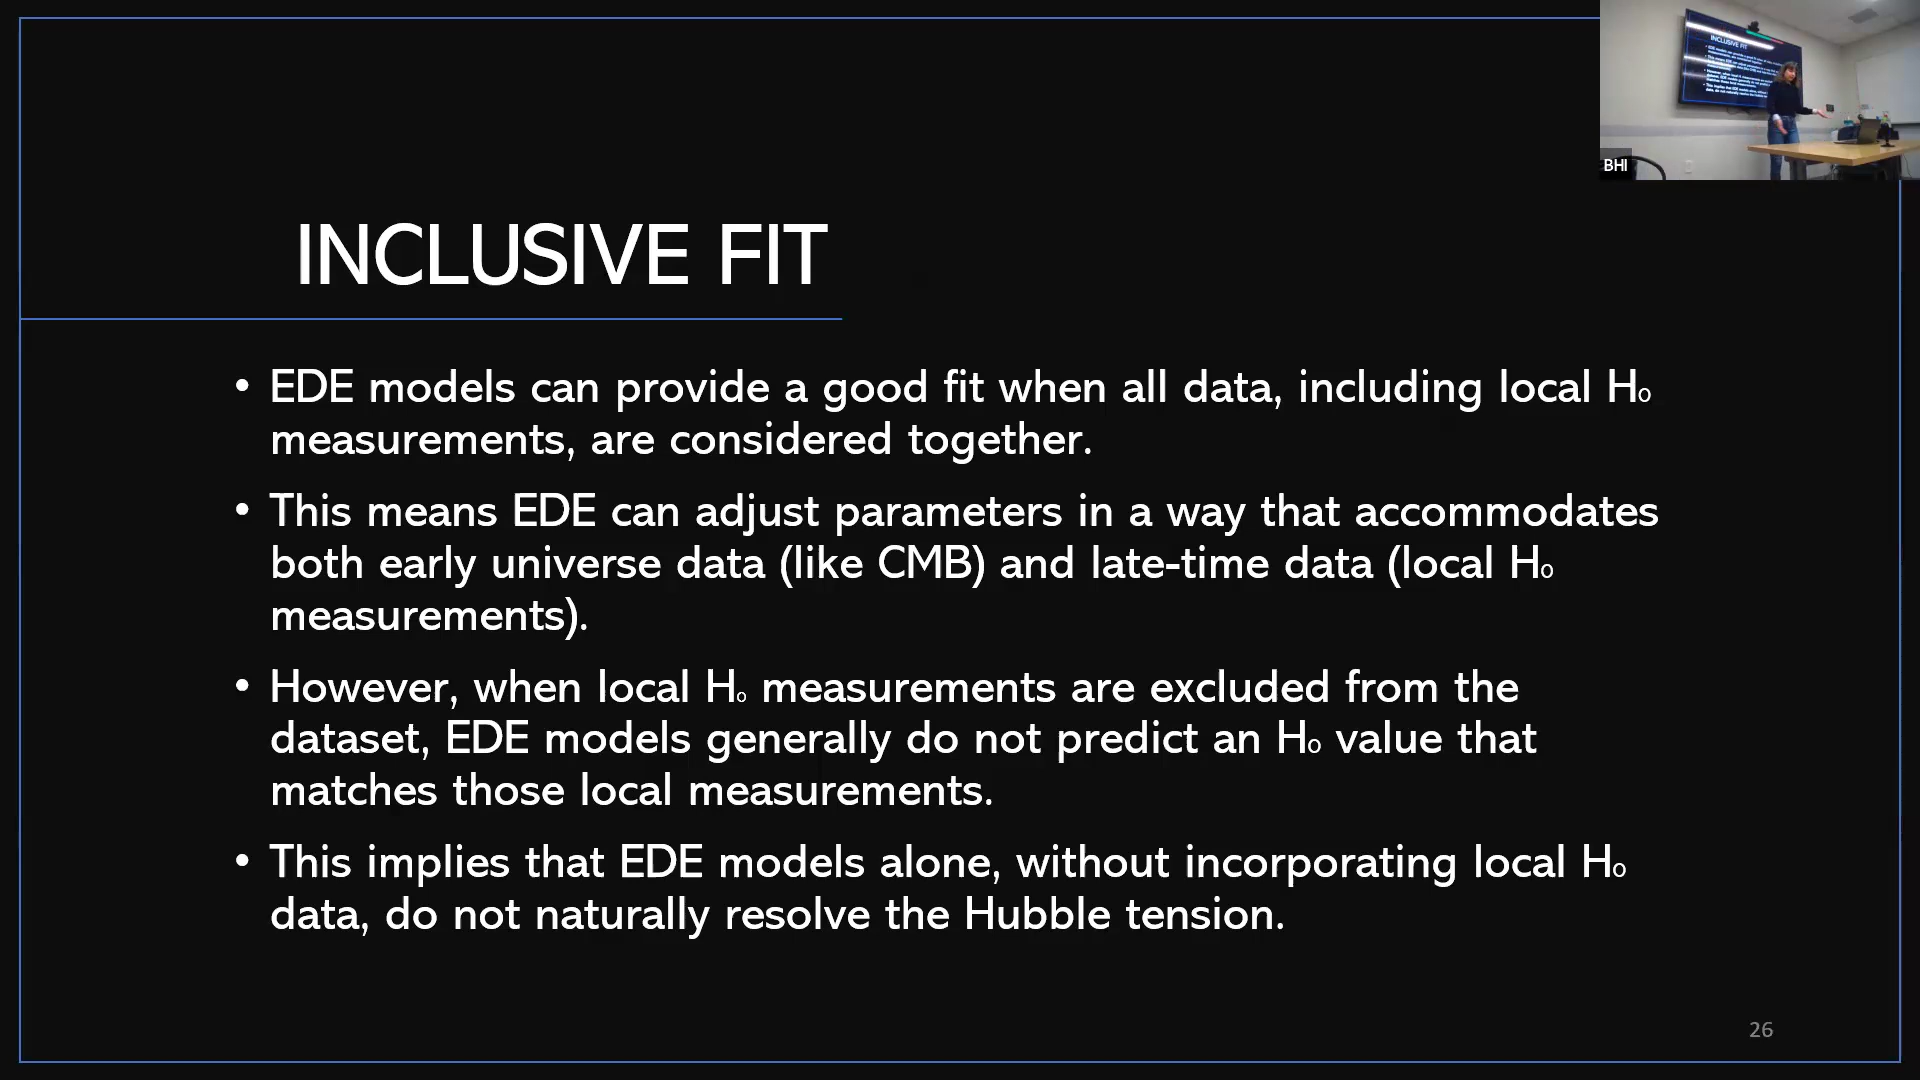 INCLUSIVE FIT
BHI
• EDE models can provide a good fit when all data, including local H₀
measurements, are considered together.
• This means EDE can adjust parameters in a way that accommodates
both early universe data (like CMB) and late-time data (local H₀
measurements).
• However, when local H₀ measurements are excluded from the
dataset, EDE models generally do not predict an H₀ value that
matches those local measurements.
• This implies that EDE models alone, without incorporating local H₀
data, do not naturally resolve the Hubble tension.
26